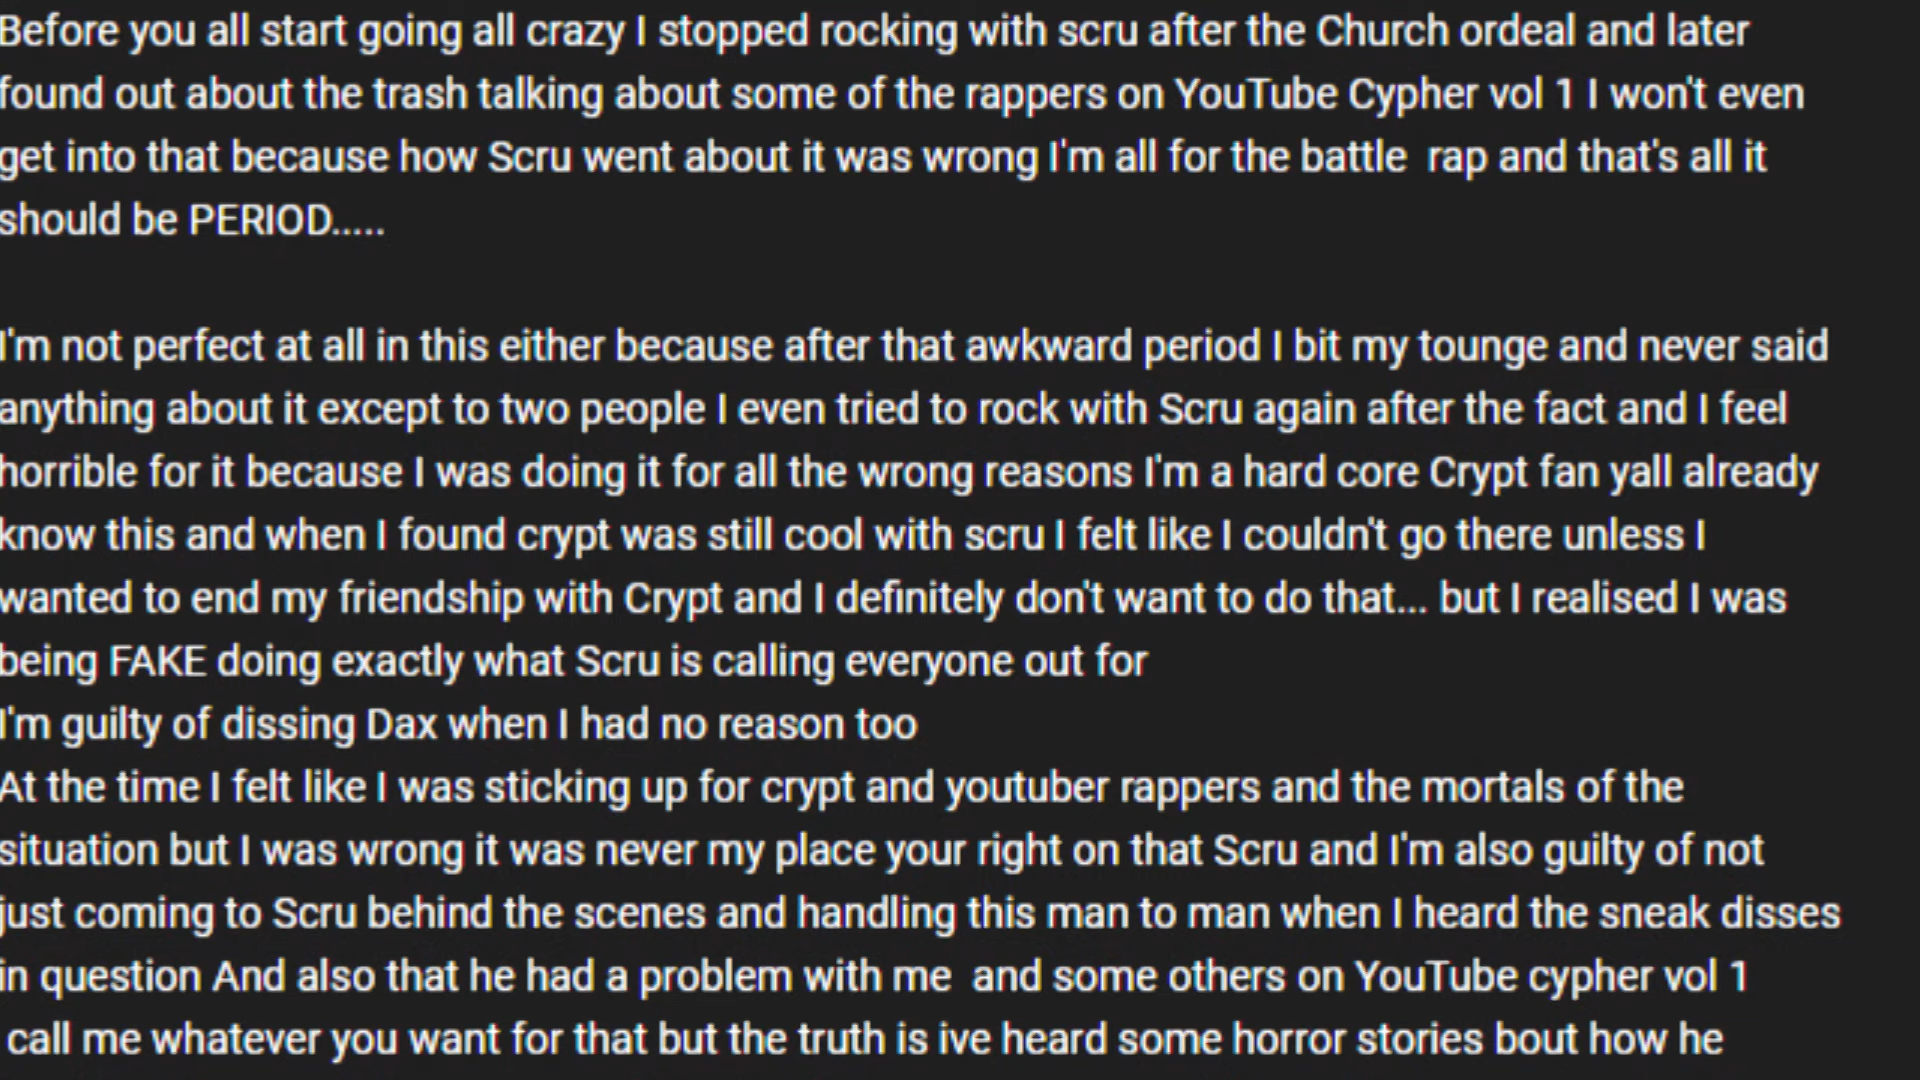 Before you all start going all crazy I stopped rocking with scru after the Church ordeal and later
found out about the trash talking about some of the rappers on YouTube Cypher vol 1 I won't even
get into that because how Scru went about it was wrong I'm all for the battle  rap and that's all it
should be PERIOD.....
I'm not perfect at all in this either because after that awkward period I bit my tounge and never said
anything about it except to two people I even tried to rock with Scru again after the fact and I feel
horrible for it because I was doing it for all the wrong reasons I'm a hard core Crypt fan yall already
know this and when I found crypt was still cool with scru I felt like I couldn't go there unless I
wanted to end my friendship with Crypt and I definitely don't want to do that... but I realised I was
being FAKE doing exactly what Scru is calling everyone out for
I'm guilty of dissing Dax when I had no reason too
At the time I felt like I was sticking up for crypt and youtuber rappers and the mortals of the
situation but I was wrong it was never my place your right on that Scru and I'm also guilty of not
just coming to Scru behind the scenes and handling this man to man when I heard the sneak disses
in question And also that he had a problem with me  and some others on YouTube cypher vol 1
call me whatever you want for that but the truth is ive heard some horror stories bout how he